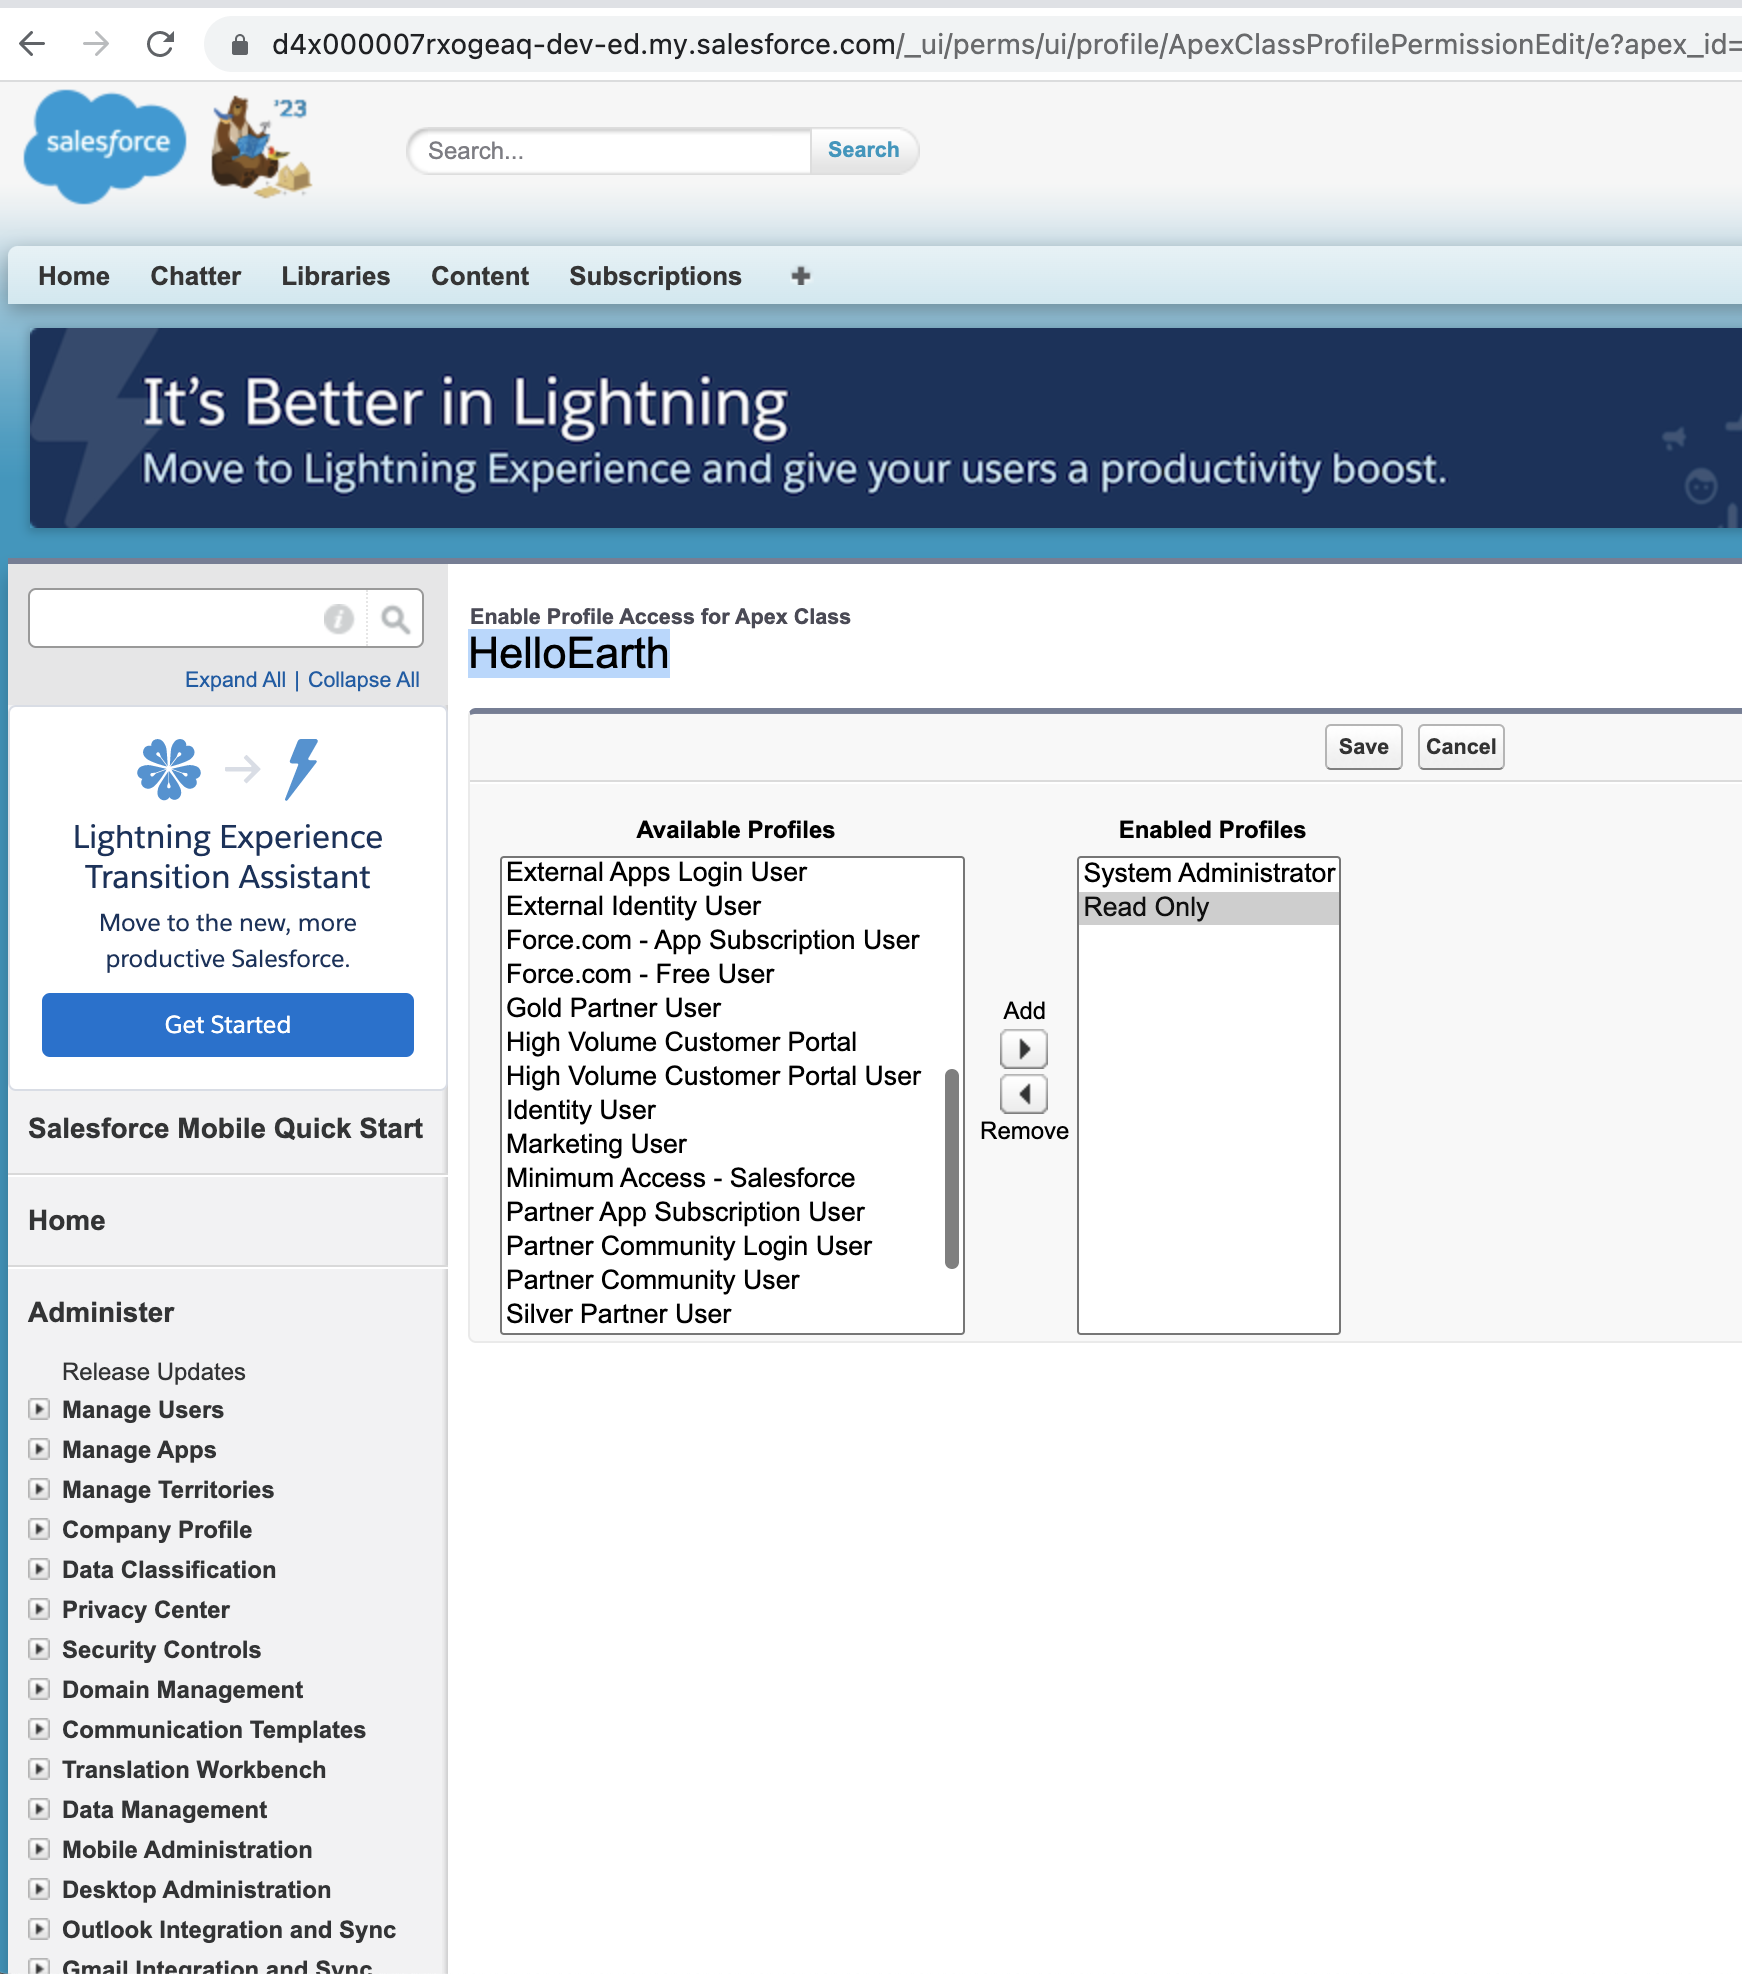 d4x000007rxogeaq-dev-ed.my.salesforce.com/_ui/perms/ui/profile/ApexClassProfilePermissionEdit/e?apex_id=
salesforce
'23
Search...
Search
Home
Chatter
Libraries
Content
Subscriptions
It's Better in Lightning
Move to Lightning Experience and give your users a productivity boost.
Expand All | Collapse All
Lightning Experience
Transition Assistant
Move to the new, more
productive Salesforce.
Get Started
Salesforce Mobile Quick Start
Home
Administer
Release Updates
Manage Users
Manage Apps
Manage Territories
Company Profile
Data Classification
Privacy Center
Security Controls
Domain Management
Communication Templates
Translation Workbench
Data Management
Mobile Administration
Desktop Administration
Outlook Integration and Sync
Gmail Integration and Sync
Enable Profile Access for Apex Class
HelloEarth
Save
Cancel
Available Profiles
External Apps Login User
External Identity User
Force.com - App Subscription User
Force.com - Free User
Gold Partner User
High Volume Customer Portal
High Volume Customer Portal User
Identity User
Marketing User
Minimum Access - Salesforce
Partner App Subscription User
Partner Community Login User
Partner Community User
Silver Partner User
Add
Remove
Enabled Profiles
System Administrator
Read Only